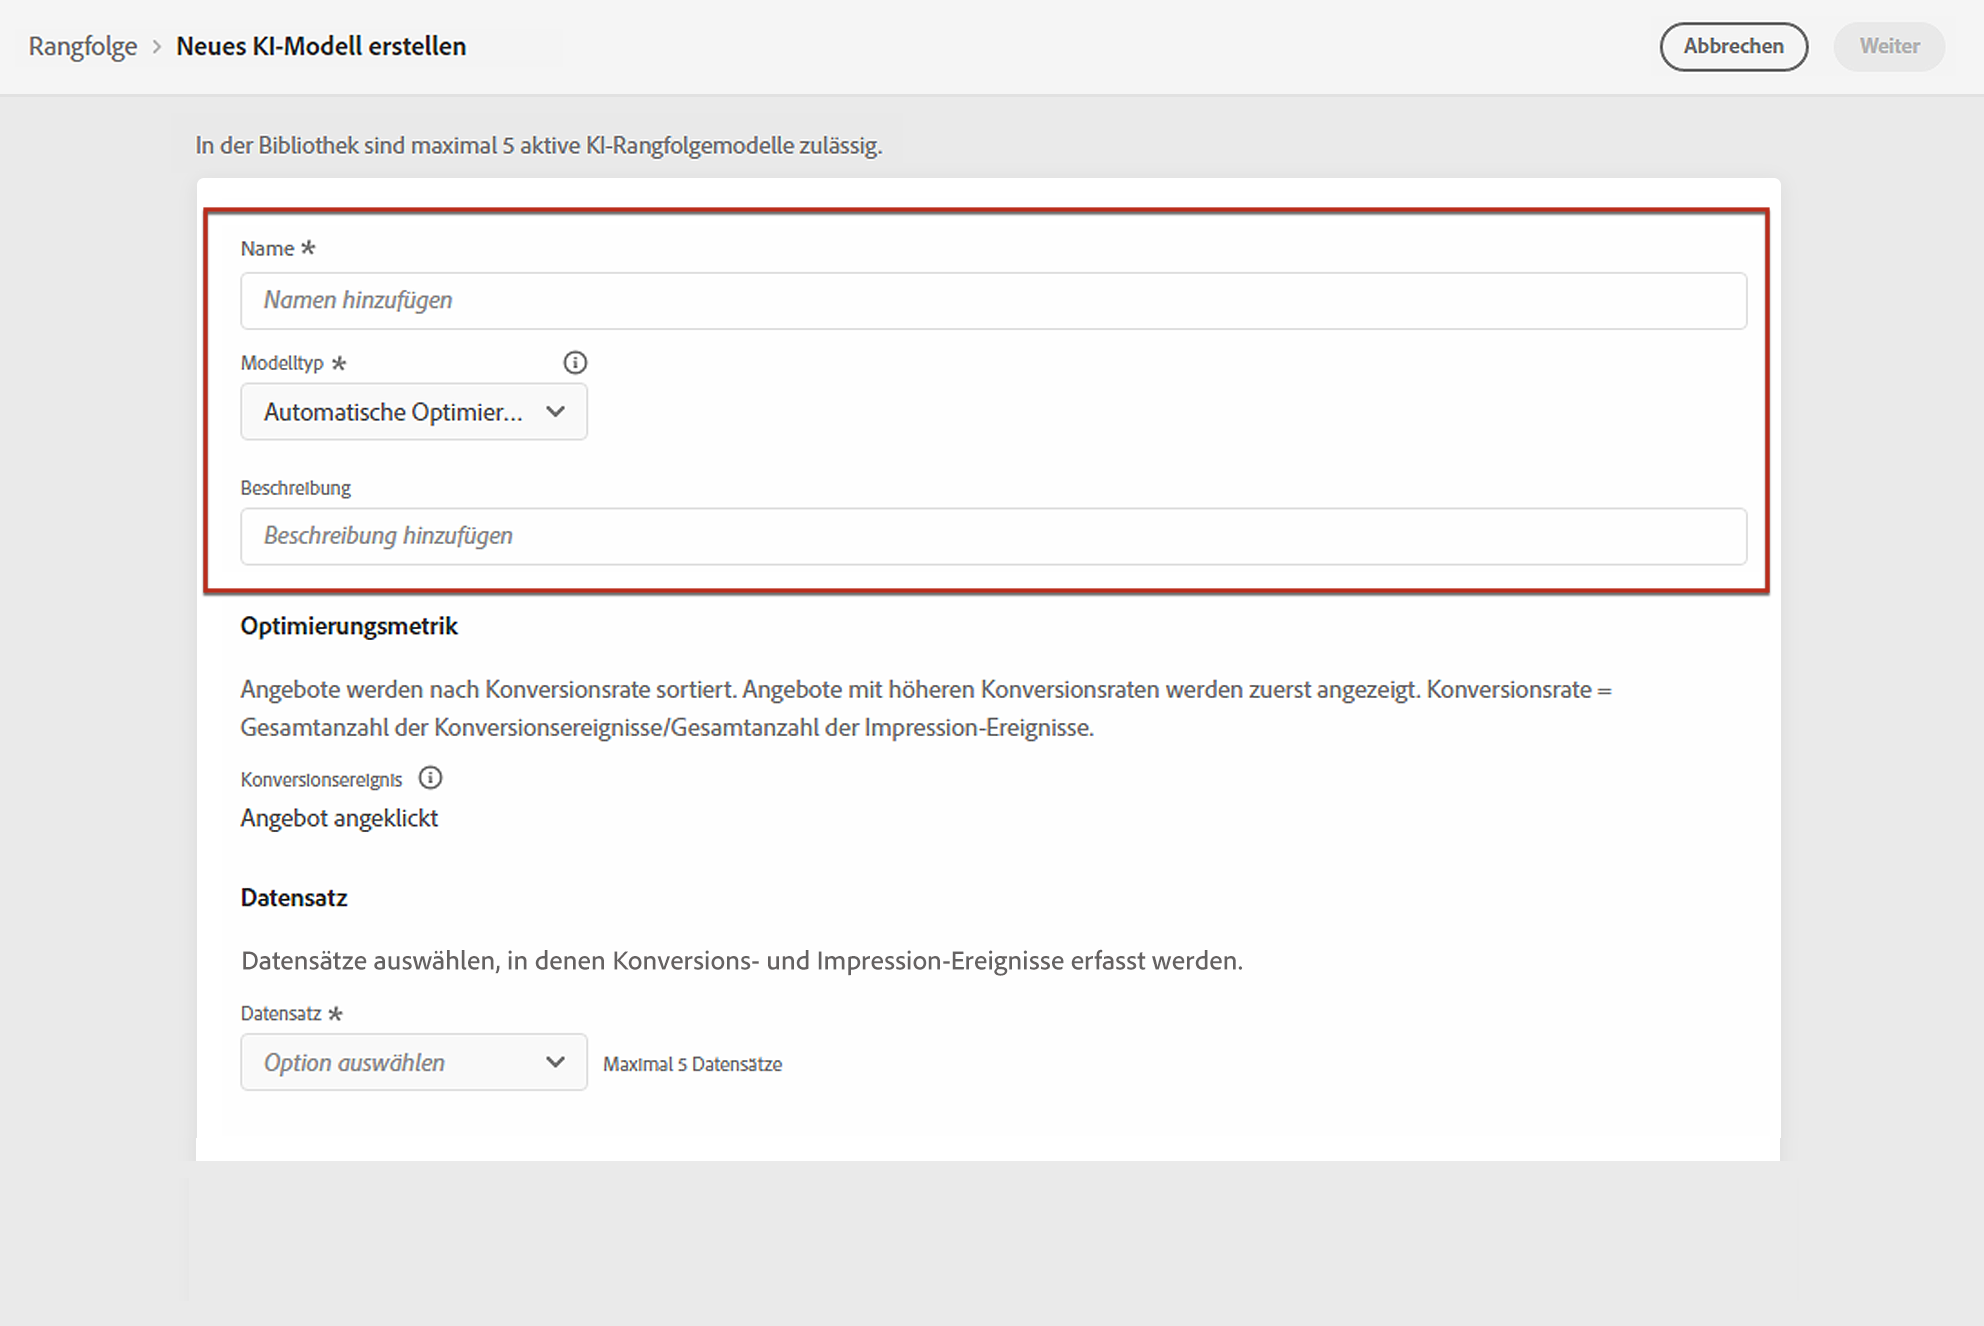 Rangfolge > Neues KI-Modell erstellen
Abbrechen
Weiter
In der Bibliothek sind maximal 5 aktive KI-Rangfolgemodelle zulässig.
Name *
Namen hinzufügen
Modelltyp *
Automatische Optimier...
Beschreibung
Beschreibung hinzufügen
Optimierungsmetrik
Angebote werden nach Konversionsrate sortiert. Angebote mit höheren Konversionsraten werden zuerst angezeigt. Konversionsrate =
Gesamtanzahl der Konversionsereignisse/Gesamtanzahl der Impression-Ereignisse.
Konversionsereignis
Angebot angeklickt
Datensatz
Datensätze auswählen, in denen Konversions- und Impression-Ereignisse erfasst werden.
Datensatz *
Option auswählen
Maximal 5 Datensätze